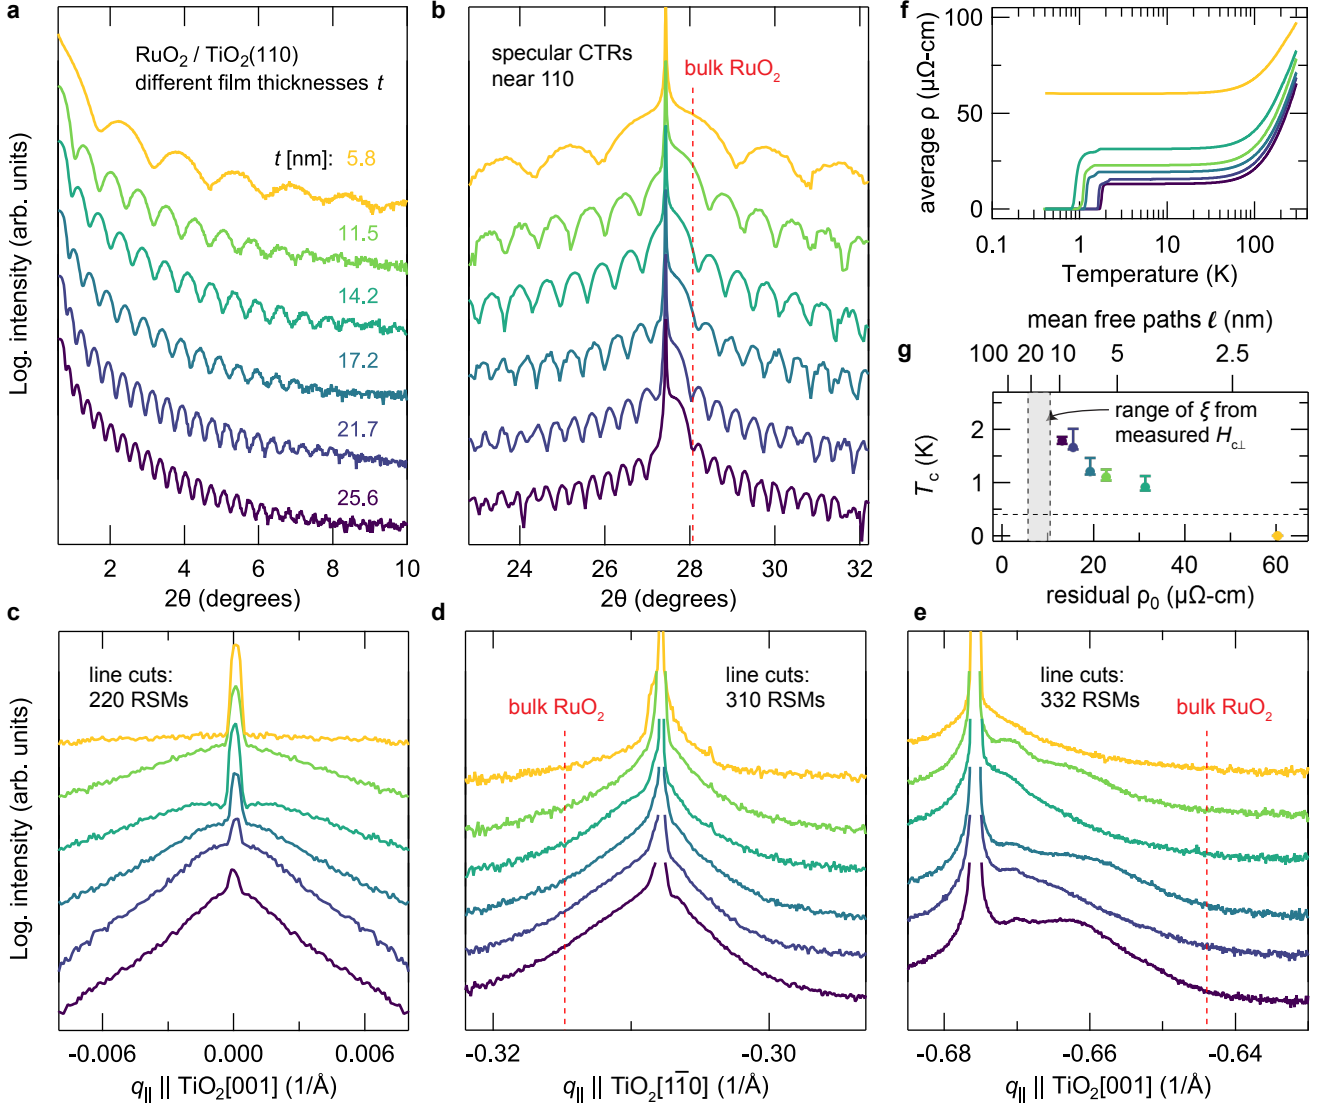 a
RuO₂ / TiO₂(110)
different film thicknesses t
t [nm]: 5.8
11.5
14.2
17.2
21.7
25.6
Log. intensity (arb. units)
2 4 6 8 10
2θ (degrees)
b
specular CTRs
near 110
bulk RuO₂
24 26 28 30 32
2θ (degrees)
f
100
50
0
average ρ (μΩ-cm)
0.1 1 10 100
Temperature (K)
mean free paths ℓ (nm)
g
100 20 10 5 2.5
range of ξ from
measured H꜀⊥
2
1
0
T꜀ (K)
0 20 40 60
residual ρ₀ (μΩ-cm)
c
line cuts:
220 RSMs
Log. intensity (arb. units)
-0.006 0.000 0.006
q|| || TiO₂[001] (1/Å)
d
line cuts:
310 RSMs
bulk RuO₂
-0.32 -0.30
q|| || TiO₂[11̅0] (1/Å)
e
line cuts:
332 RSMs
bulk RuO₂
-0.68 -0.66 -0.64
q|| || TiO₂[001] (1/Å)